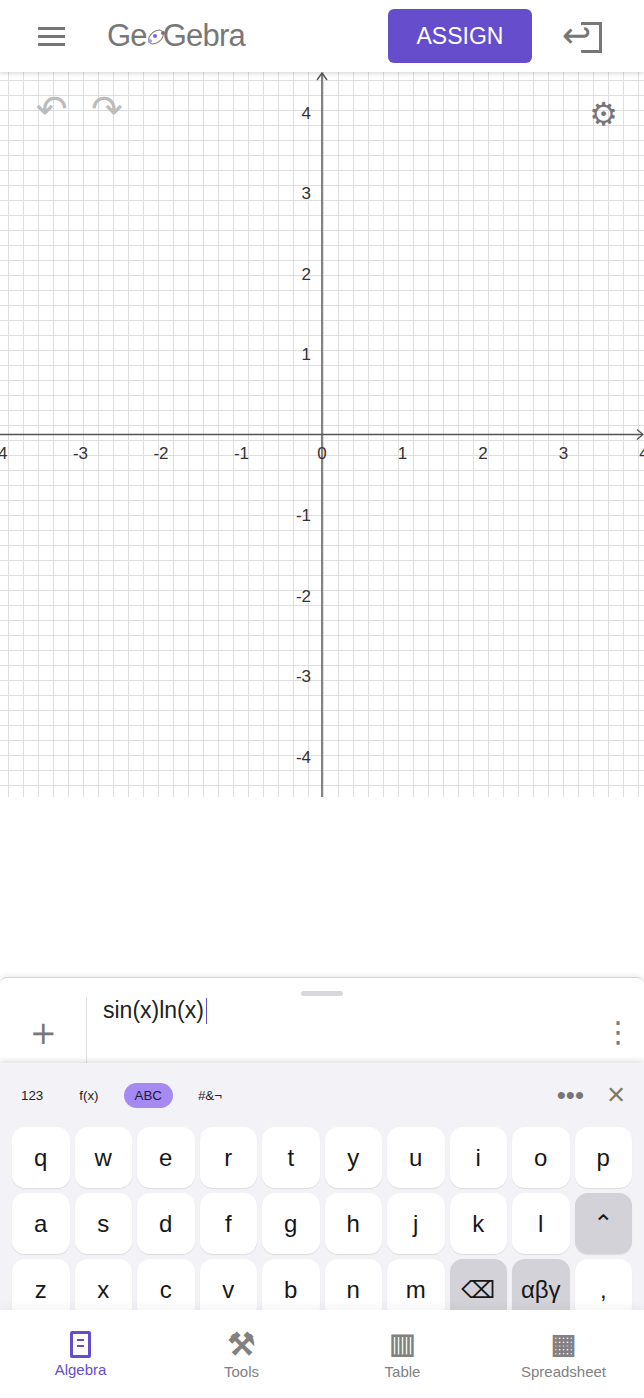 GeoGebra
ASSIGN
4
3
2
1
4 -3 -2 -1 0 1 2 3 4
-1
-2
-3
-4
+ sin(x)ln(x)
123 f(x) ABC #&¬
q w e r t y u i o p
a s d f g h j k l ^
z x c v b n m ⌫ αβγ ,
Algebra Tools Table Spreadsheet